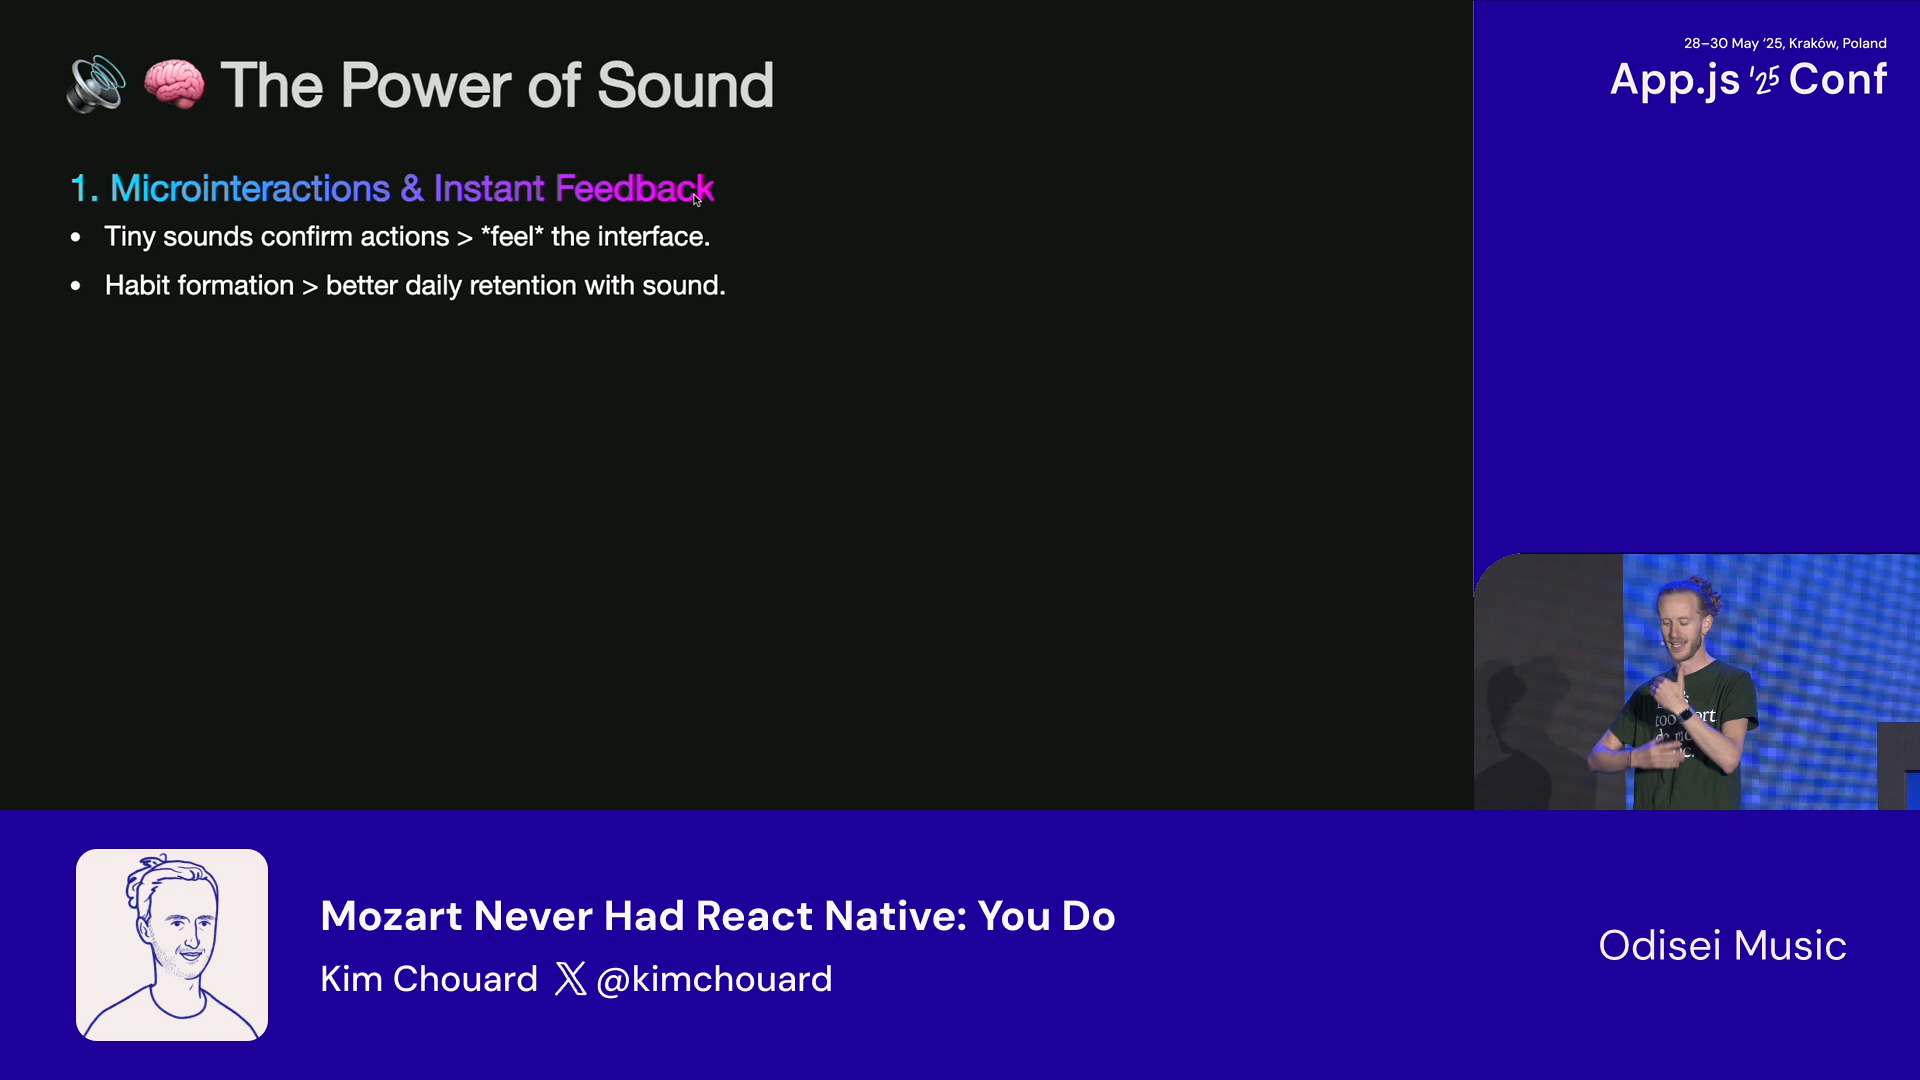 🔊 🧠 The Power of Sound
1. Microinteractions & Instant Feedback
• Tiny sounds confirm actions > *feel* the interface.
• Habit formation > better daily retention with sound.
28–30 May '25, Kraków, Poland
App.js '25 Conf
Mozart Never Had React Native: You Do
Kim Chouard 𝕏 @kimchouard
Odisei Music